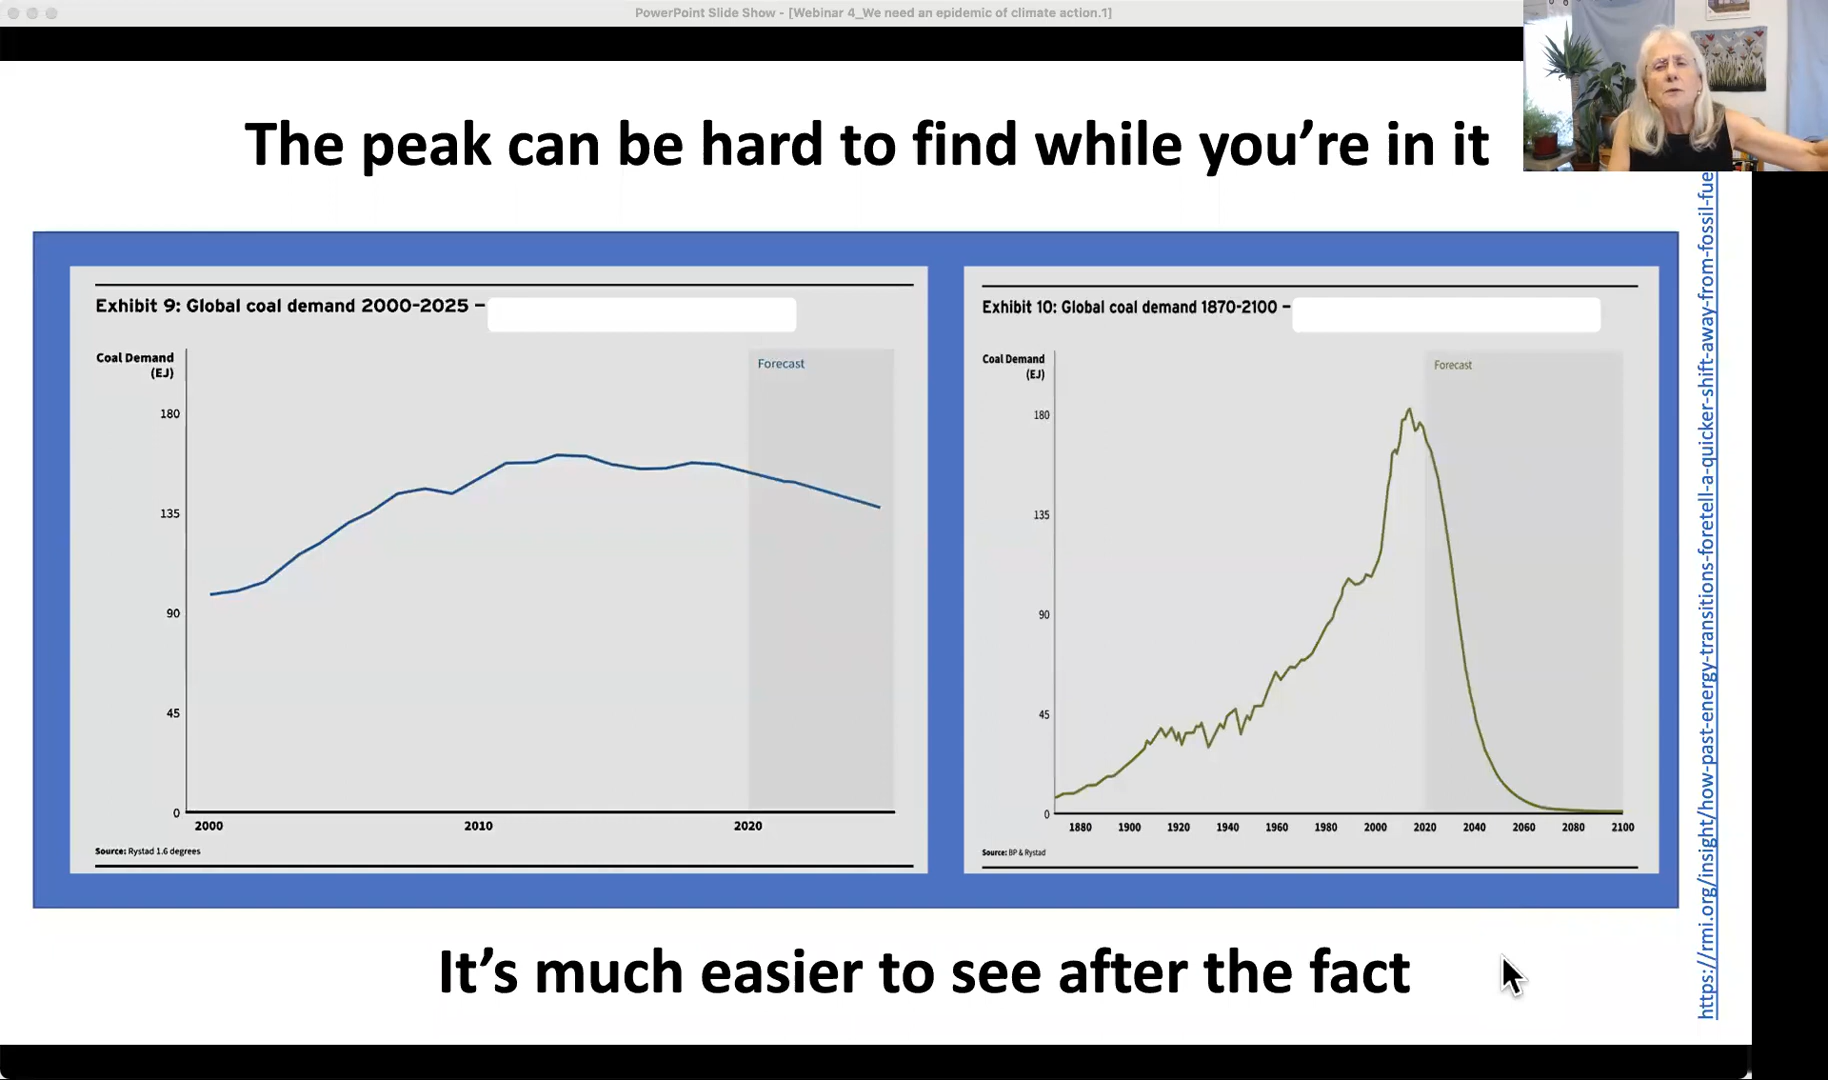 PowerPoint Slide Show - [Webinar 4_We need an epidemic of climate action.1]
The peak can be hard to find while you’re in it
Exhibit 9: Global coal demand 2000-2025 –
Coal Demand
(EJ)
Forecast
180
135
90
45
0
2000 2010 2020
Source: Rystad 1.6 degrees
Exhibit 10: Global coal demand 1870-2100 –
Coal Demand
(EJ)
Forecast
180
135
90
45
0
1880 1900 1920 1940 1960 1980 2000 2020 2040 2060 2080 2100
Source: BP & Rystad
https://rmi.org/insight/how-past-energy-transitions-foretell-a-quicker-shift-away-from-fossil-fue
It’s much easier to see after the fact